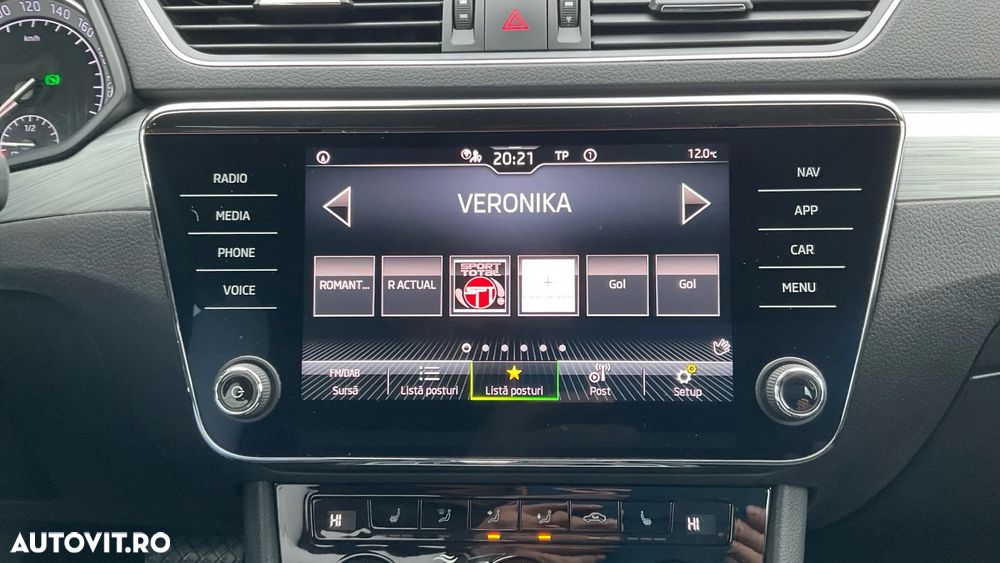 120 140 160
km/h
1/2
RADIO
MEDIA
PHONE
VOICE
20:21 TP 1 12.0°C
VERONIKA
ROMANT... R ACTUAL SPORT TOTAL ST Gol Gol
FM/DAB
Sursă Listă posturi Listă posturi Post Setup
NAV
APP
CAR
MENU
HI HI
AUTOVIT.RO